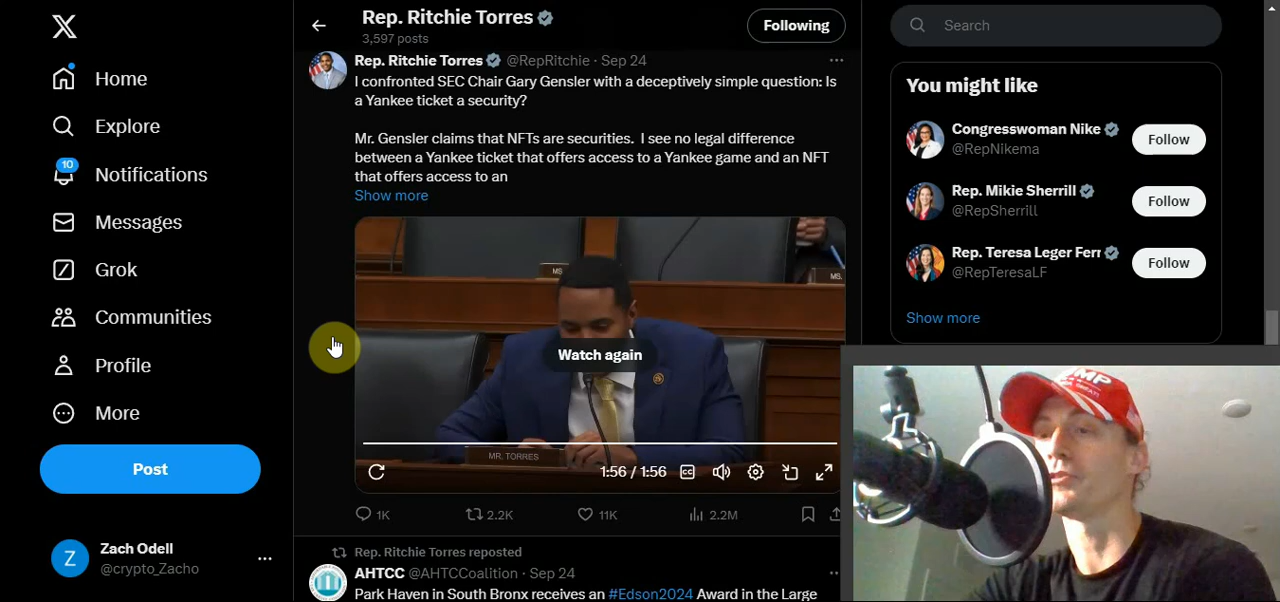 Rep. Ritchie Torres
3,597 posts
Following
Search
Home
Explore
10
Notifications
Messages
Grok
Communities
Profile
More
Post
Zach Odell
@crypto_Zacho
Rep. Ritchie Torres @RepRitchie · Sep 24
I confronted SEC Chair Gary Gensler with a deceptively simple question: Is
a Yankee ticket a security?
Mr. Gensler claims that NFTs are securities. I see no legal difference
between a Yankee ticket that offers access to a Yankee game and an NFT
that offers access to an
Show more
MS
MS.
Watch again
MR. TORRES
1:56 / 1:56
1K
2.2K
11K
2.2M
Rep. Ritchie Torres reposted
AHTCC @AHTCCoalition · Sep 24
Park Haven in South Bronx receives an #Edson2024 Award in the Large
You might like
Congresswoman Nike
@RepNikema
Follow
Rep. Mikie Sherrill
@RepSherrill
Follow
Rep. Teresa Leger Ferr
@RepTeresaLF
Follow
Show more